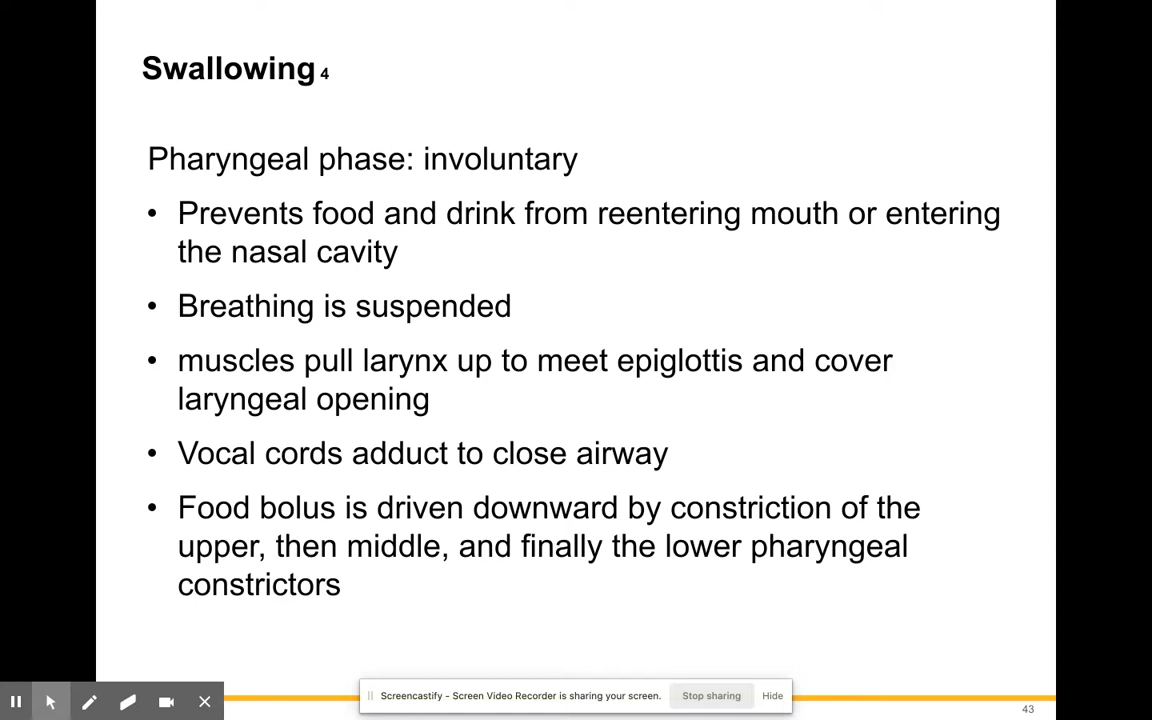 Swallowing 4
Pharyngeal phase: involuntary
• Prevents food and drink from reentering mouth or entering
the nasal cavity
• Breathing is suspended
• muscles pull larynx up to meet epiglottis and cover
laryngeal opening
• Vocal cords adduct to close airway
• Food bolus is driven downward by constriction of the
upper, then middle, and finally the lower pharyngeal
constrictors
Screencastify - Screen Video Recorder is sharing your screen. Stop sharing Hide
43